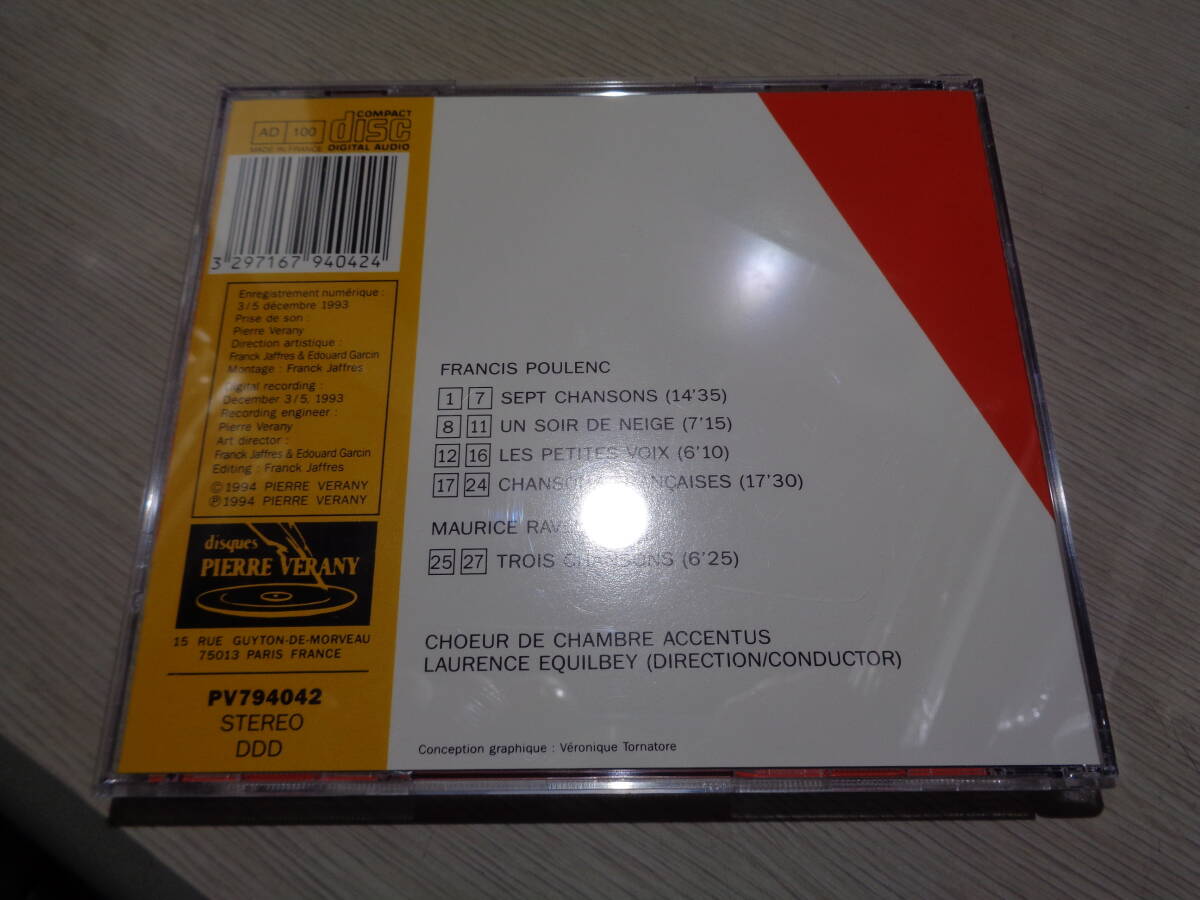 AD 100
COMPACT
disc
DIGITAL AUDIO
MADE IN FRANCE
3 297167 940424
Enregistrement numérique :
3/5 décembre 1993
Prise de son :
Pierre Verany
Direction artistique :
Franck Jaffres & Edouard Garcin
Montage : Franck Jaffres
Digital recording :
December 3/5, 1993
Recording engineer :
Pierre Verany
Art director :
Franck Jaffres & Edouard Garcin
Editing : Franck Jaffres
©1994 PIERRE VERANY
℗1994 PIERRE VERANY
disques
PIERRE VERANY
15 RUE GUYTON-DE-MORVEAU
75013 PARIS FRANCE
PV794042
STEREO
DDD
FRANCIS POULENC
1 7 SEPT CHANSONS (14'35)
8 11 UN SOIR DE NEIGE (7'15)
12 16 LES PETITES VOIX (6'10)
17 24 (17'30)
MAURICE
25 27 TROIS CHANSONS (6'25)
CHOEUR DE CHAMBRE ACCENTUS
LAURENCE EQUILBEY (DIRECTION/CONDUCTOR)
Conception graphique : Véronique Tornatore